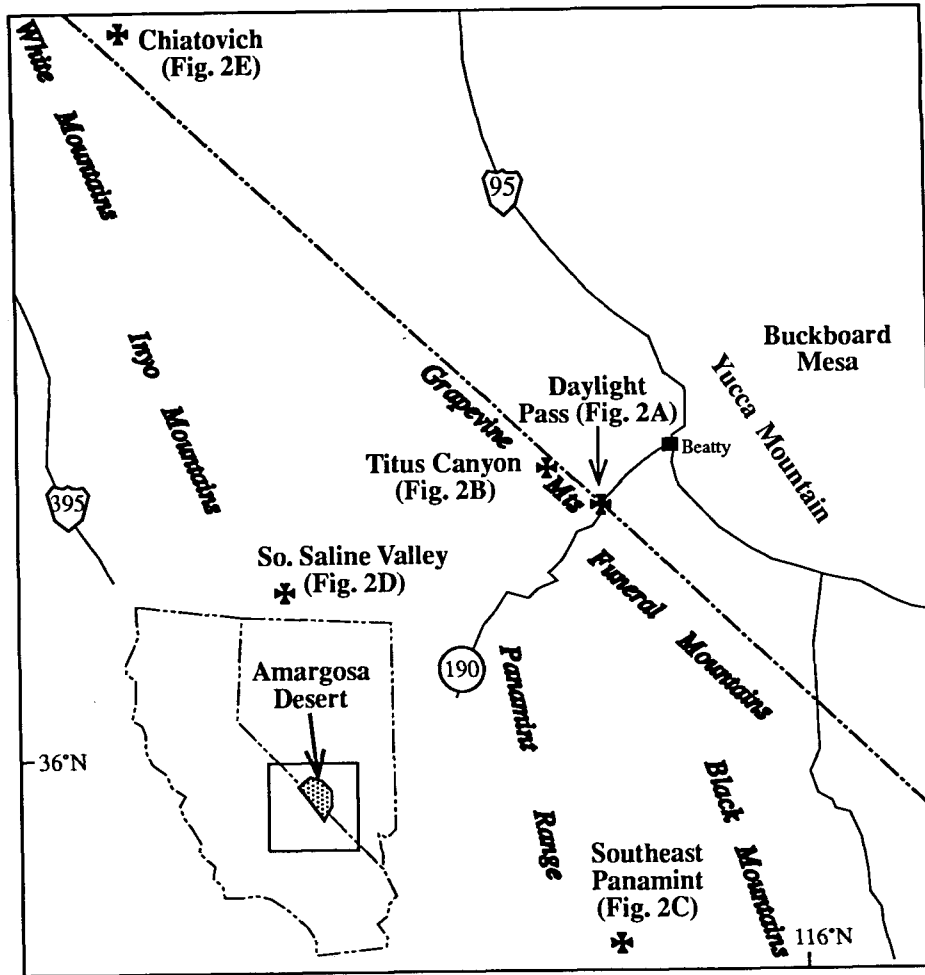 White
Mountains
Chiatovich
(Fig. 2E)
95
Inyo
Mountains
Buckboard
Mesa
Yucca Mountain
Grapevine
Mts
Daylight
Pass (Fig. 2A)
Beatty
Titus Canyon
(Fig. 2B)
395
So. Saline Valley
(Fig. 2D)
Funeral
Mountains
190
Panamint
Range
Amargosa
Desert
36°N
Black
Mountains
Southeast
Panamint
(Fig. 2C)
116°N